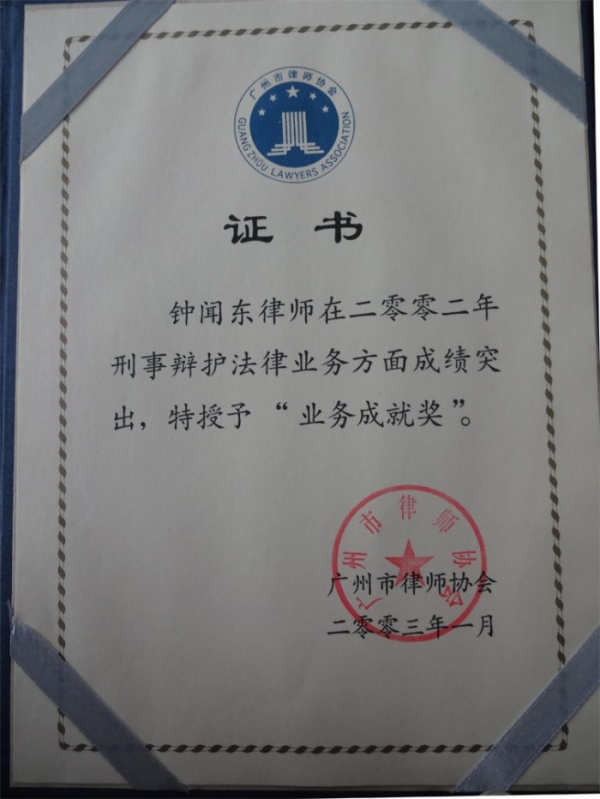 广州市律师协会
GUANG ZHOU LAWYERS ASSOCIATION
证书
钟闻东律师在二零零二年
刑事辩护法律业务方面成绩突
出，特授予“业务成就奖”。
广州市律师协会
广州市律师协会
二零零三年一月